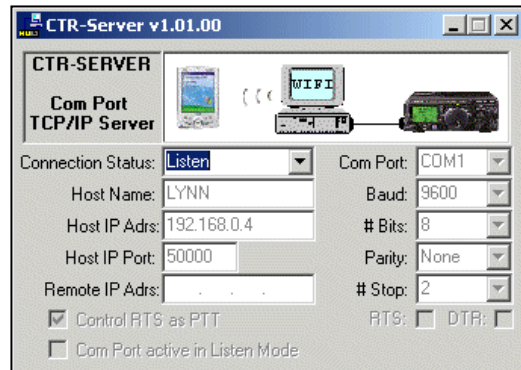 CTR-Server v1.01.00
CTR-SERVER
Com Port
TCP/IP Server
WIFI
Connection Status: Listen
Com Port: COM1
Host Name: LYNN
Baud: 9600
Host IP Adrs: 192.168.0.4
# Bits: 8
Host IP Port: 50000
Parity: None
Remote IP Adrs: . . .
# Stop: 2
Control RTS as PTT
RTS: DTR:
Com Port active in Listen Mode